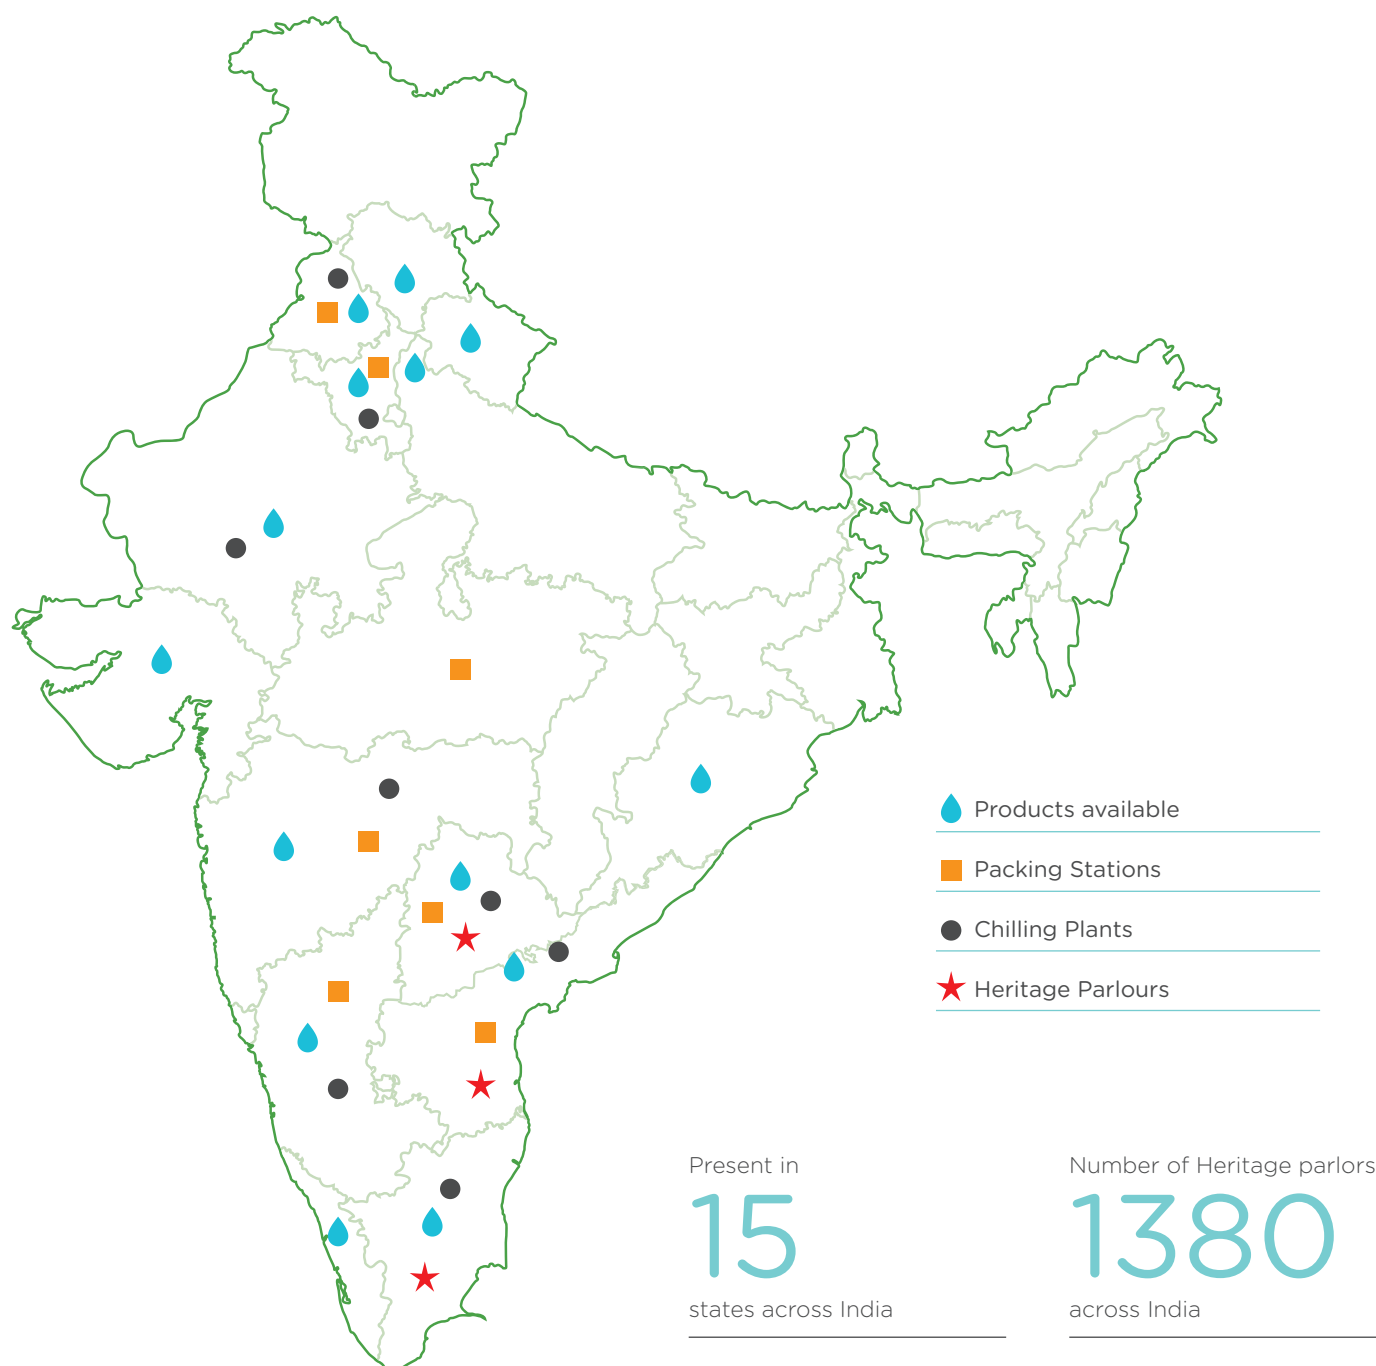 Products available
Packing Stations
Chilling Plants
Heritage Parlours
Present in
15
states across India
Number of Heritage parlors
1380
across India